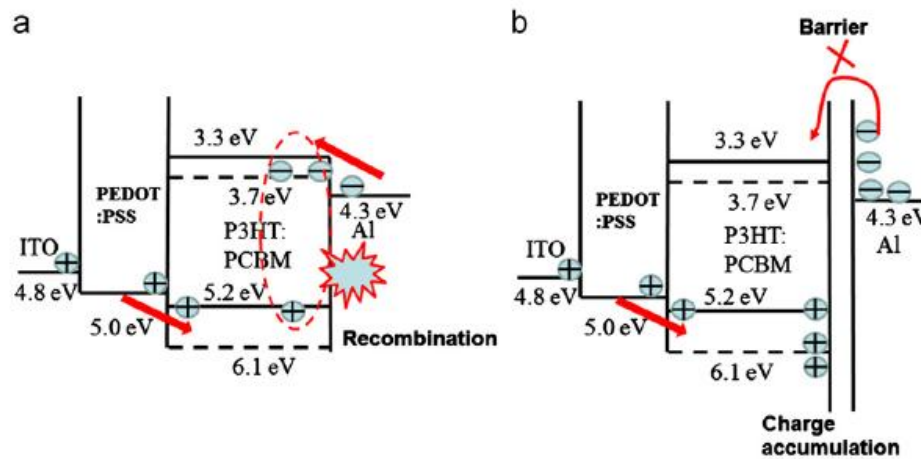 a
3.3 eV
PEDOT
:PSS
3.7 eV
4.3 eV
ITO
P3HT:
Al
PCBM
4.8 eV
5.2 eV
5.0 eV
Recombination
6.1 eV
b
Barrier
3.3 eV
PEDOT
:PSS
3.7 eV
4.3 eV
ITO
P3HT:
Al
PCBM
4.8 eV
5.2 eV
5.0 eV
6.1 eV
Charge
accumulation